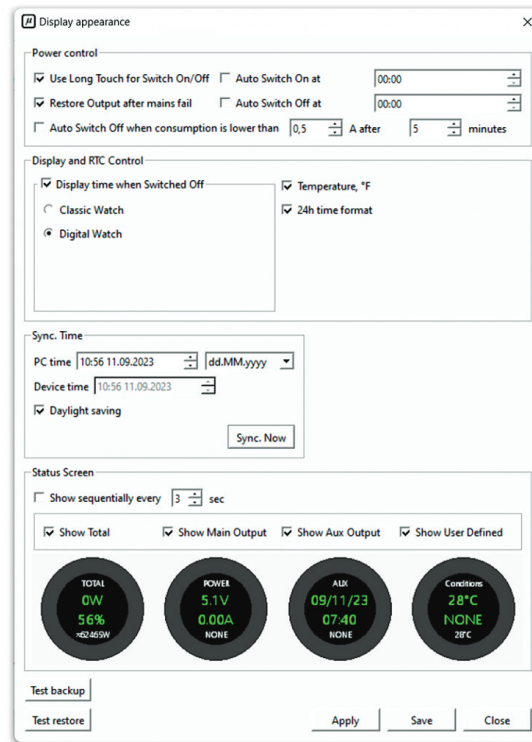 μ Display appearance
Power control
Use Long Touch for Switch On/Off Auto Switch On at 00:00
Restore Output after mains fail Auto Switch Off at 00:00
Auto Switch Off when consumption is lower than 0,5 A after 5 minutes
Display and RTC Control
Display time when Switched Off
Temperature, °F
Classic Watch
24h time format
Digital Watch
Sync. Time
PC time 10:56 11.09.2023 dd.MM.yyyy
Device time 10:56 11.09.2023
Daylight saving
Sync. Now
Status Screen
Show sequentially every 3 sec
Show Total Show Main Output Show Aux Output Show User Defined
TOTAL
0W
56%
≈62465W
POWER
5.1V
0.00A
NONE
AUX
09/11/23
07:40
NONE
Conditions
28°C
NONE
28°C
Test backup
Test restore Apply Save Close